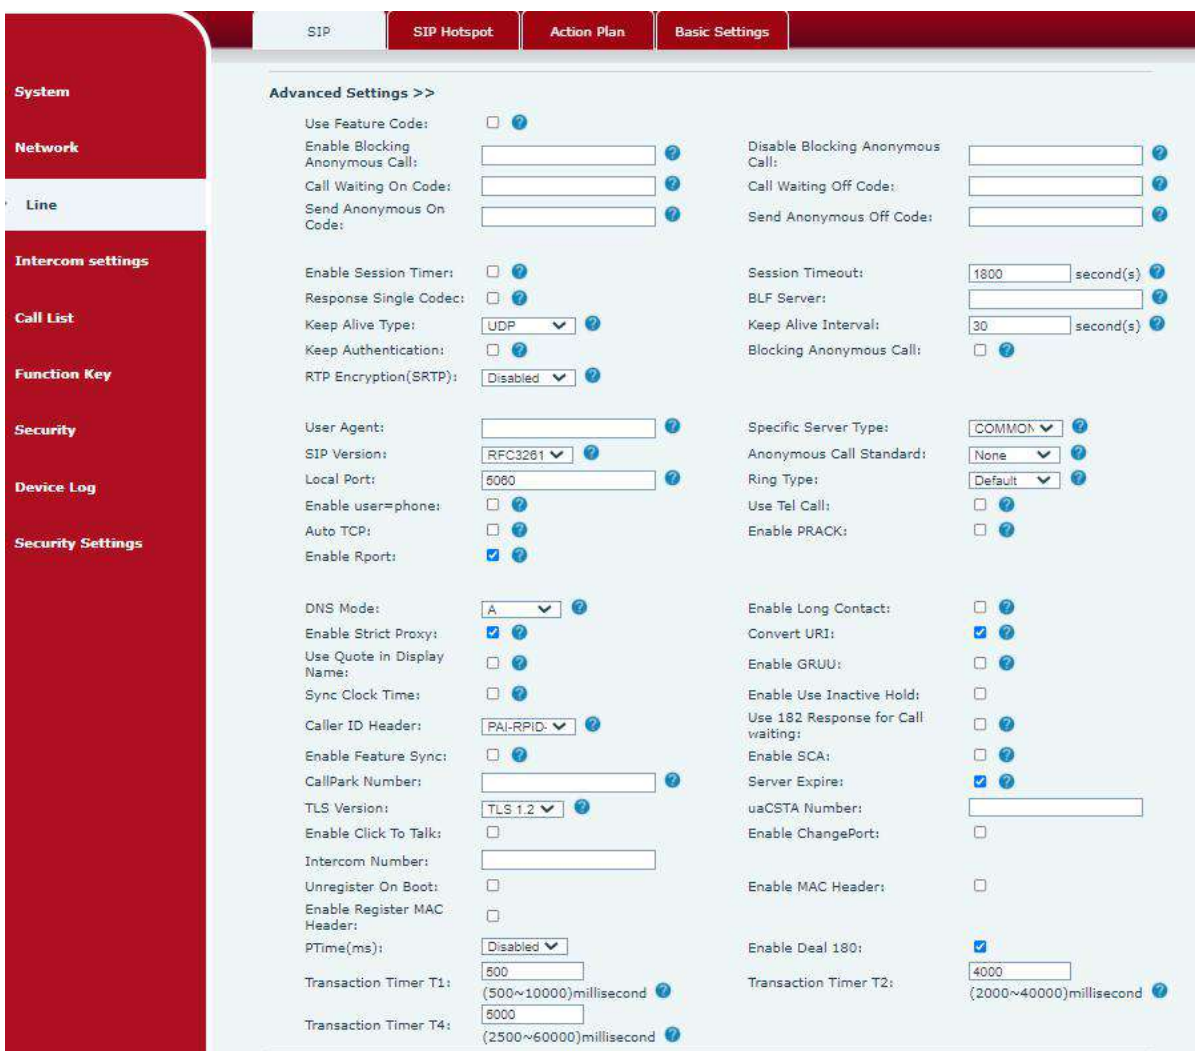 SIP
SIP Hotspot
Action Plan
Basic Settings
System
Network
Line
Intercom settings
Call List
Function Key
Security
Device Log
Security Settings
Advanced Settings >>
Use Feature Code:
Enable Blocking
Anonymous Call:
Disable Blocking Anonymous
Call:
Call Waiting On Code:
Call Waiting Off Code:
Send Anonymous On
Code:
Send Anonymous Off Code:
Enable Session Timer:
Session Timeout: 1800 second(s)
Response Single Codec:
BLF Server:
Keep Alive Type: UDP
Keep Alive Interval: 30 second(s)
Keep Authentication:
Blocking Anonymous Call:
RTP Encryption(SRTP): Disabled
User Agent:
Specific Server Type: COMMON
SIP Version: RFC3261
Anonymous Call Standard: None
Local Port: 5060
Ring Type: Default
Enable user=phone:
Use Tel Call:
Auto TCP:
Enable PRACK:
Enable Rport:
DNS Mode: A
Enable Long Contact:
Enable Strict Proxy:
Convert URI:
Use Quote in Display
Name:
Enable GRUU:
Sync Clock Time:
Enable Use Inactive Hold:
Caller ID Header: PAI-RPID-
Use 182 Response for Call
waiting:
Enable Feature Sync:
Enable SCA:
CallPark Number:
Server Expire:
TLS Version: TLS 1.2
uaCSTA Number:
Enable Click To Talk:
Enable ChangePort:
Intercom Number:
Unregister On Boot:
Enable MAC Header:
Enable Register MAC
Header:
PTime(ms): Disabled
Enable Deal 180:
Transaction Timer T1: 500
(500~10000)millisecond
Transaction Timer T2: 4000
(2000~40000)millisecond
Transaction Timer T4: 5000
(2500~60000)millisecond